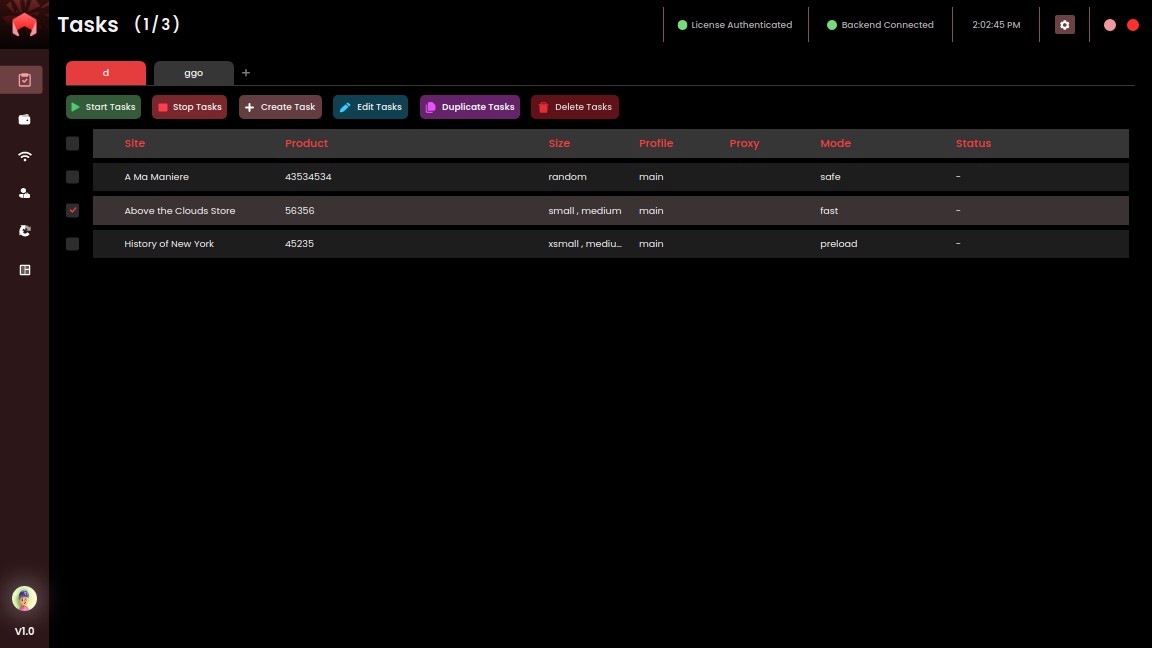 Tasks (1/3)
License Authenticated
Backend Connected
2:02:45 PM
d ggo +
Start Tasks Stop Tasks Create Task Edit Tasks Duplicate Tasks Delete Tasks
Site Product Size Profile Proxy Mode Status
A Ma Maniere 43534534 random main safe -
Above the Clouds Store 56356 small , medium main fast -
History of New York 45235 xsmall , mediu... main preload -
V1.0